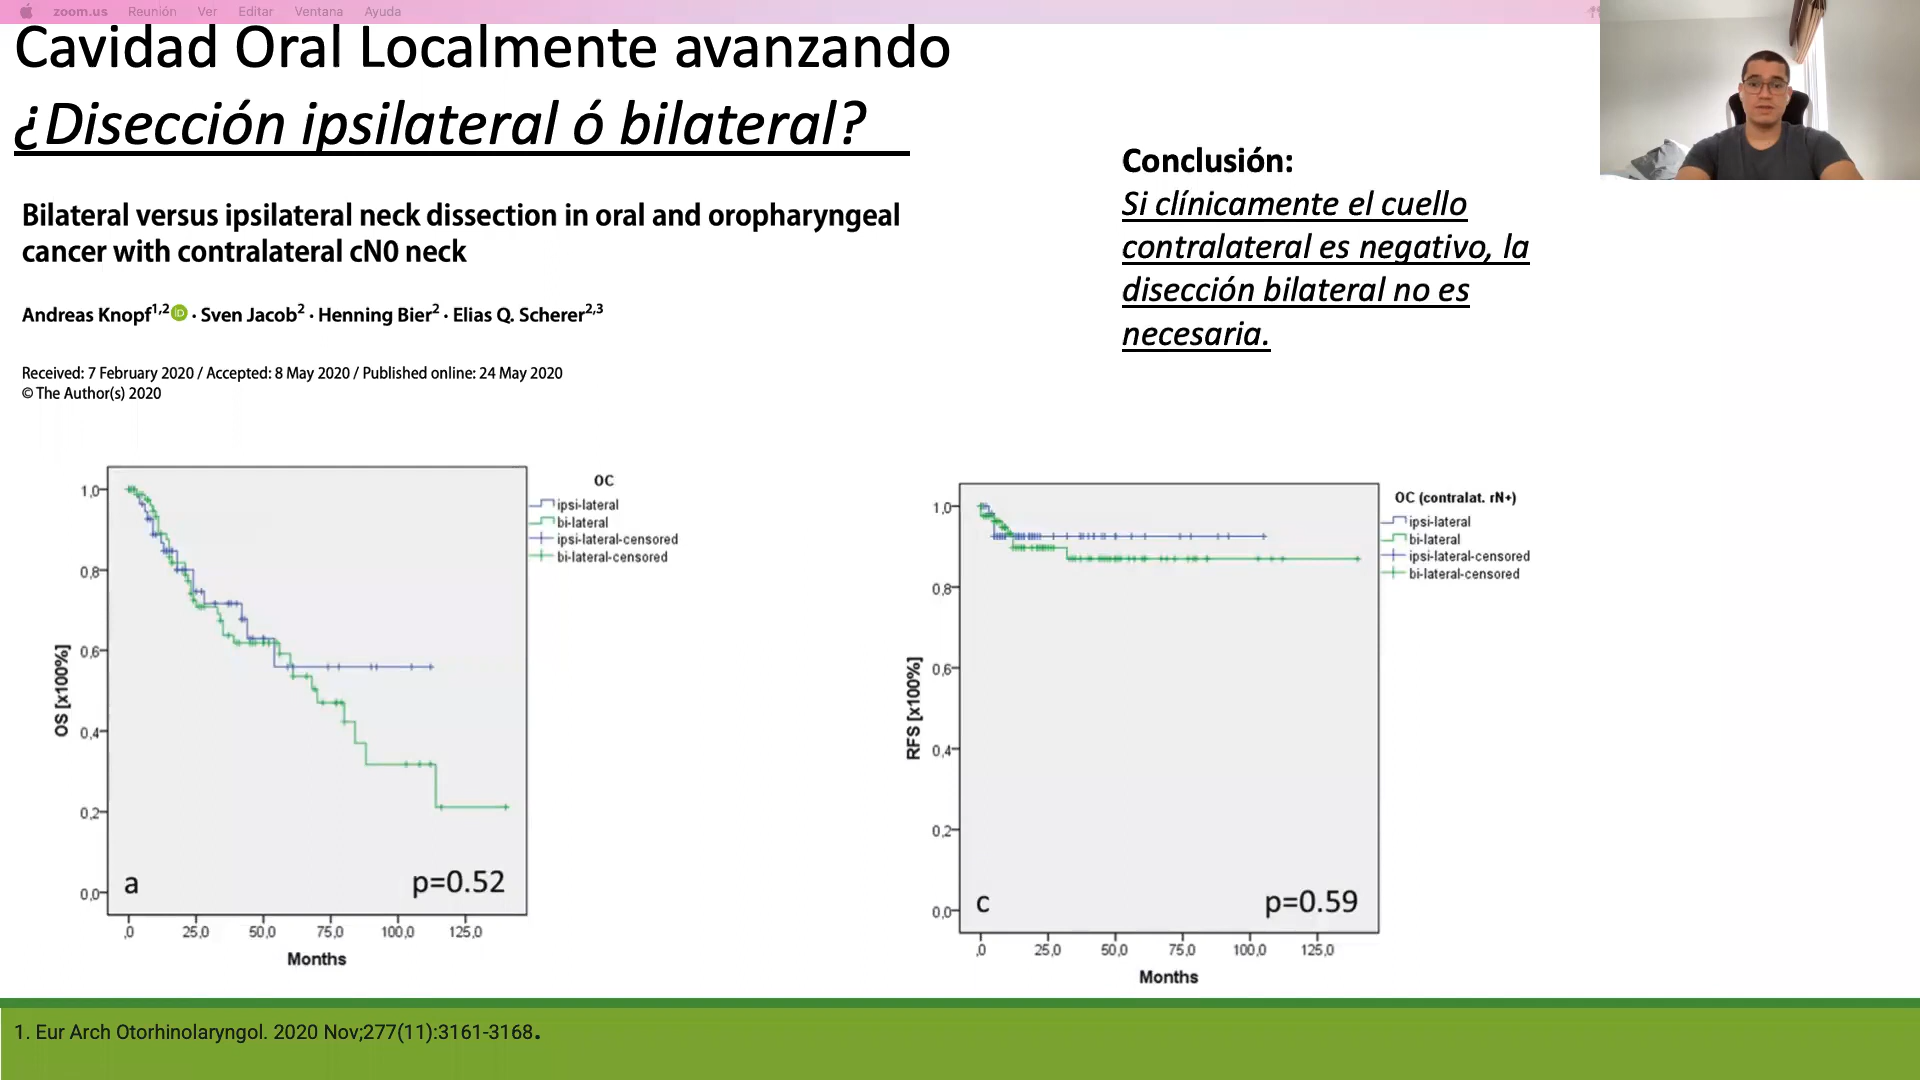 zoom.us Reunión Ver Editar Ventana Ayuda
Cavidad Oral Localmente avanzando
¿Disección ipsilateral ó bilateral?
Bilateral versus ipsilateral neck dissection in oral and oropharyngeal
cancer with contralateral cN0 neck
Andreas Knopf1,2 iD · Sven Jacob2 · Henning Bier2 · Elias Q. Scherer2,3
Received: 7 February 2020 / Accepted: 8 May 2020 / Published online: 24 May 2020
© The Author(s) 2020
Conclusión:
Si clínicamente el cuello
contralateral es negativo, la
disección bilateral no es
necesaria.
OC
ipsi-lateral
bi-lateral
ipsi-lateral-censored
bi-lateral-censored
1,0
0,8
0,6
0,4
0,2
0,0
OS [x100%]
a
p=0.52
,0 25,0 50,0 75,0 100,0 125,0
Months
OC (contralat. rN+)
ipsi-lateral
bi-lateral
ipsi-lateral-censored
bi-lateral-censored
1,0
0,8
0,6
0,4
0,2
0,0
RFS [x100%]
c
p=0.59
,0 25,0 50,0 75,0 100,0 125,0
Months
1. Eur Arch Otorhinolaryngol. 2020 Nov;277(11):3161-3168.